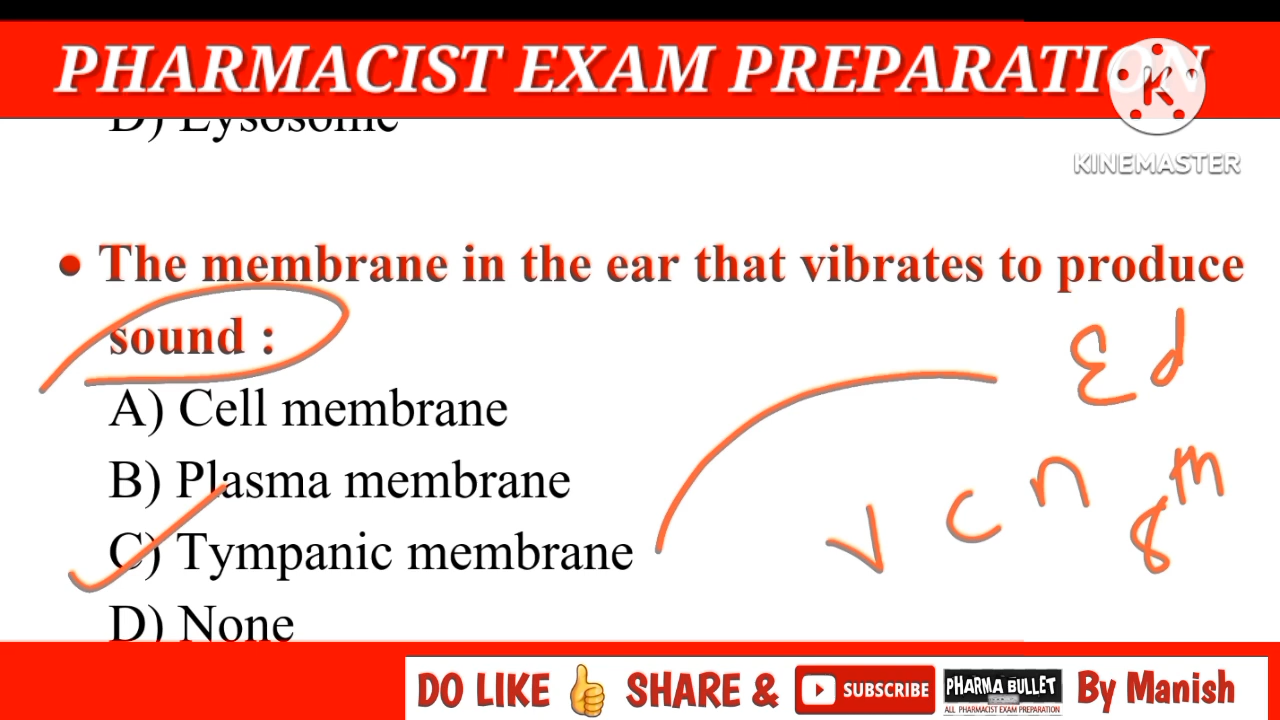 PHARMACIST EXAM PREPARATION
K
KINEMASTER
D) Lysosome
• The membrane in the ear that vibrates to produce
sound :
A) Cell membrane
B) Plasma membrane
C) Tympanic membrane
D) None
Ed
V C n 8th
DO LIKE SHARE & SUBSCRIBE PHARMA BULLET By Manish
ALL PHARMACIST EXAM PREPARATION